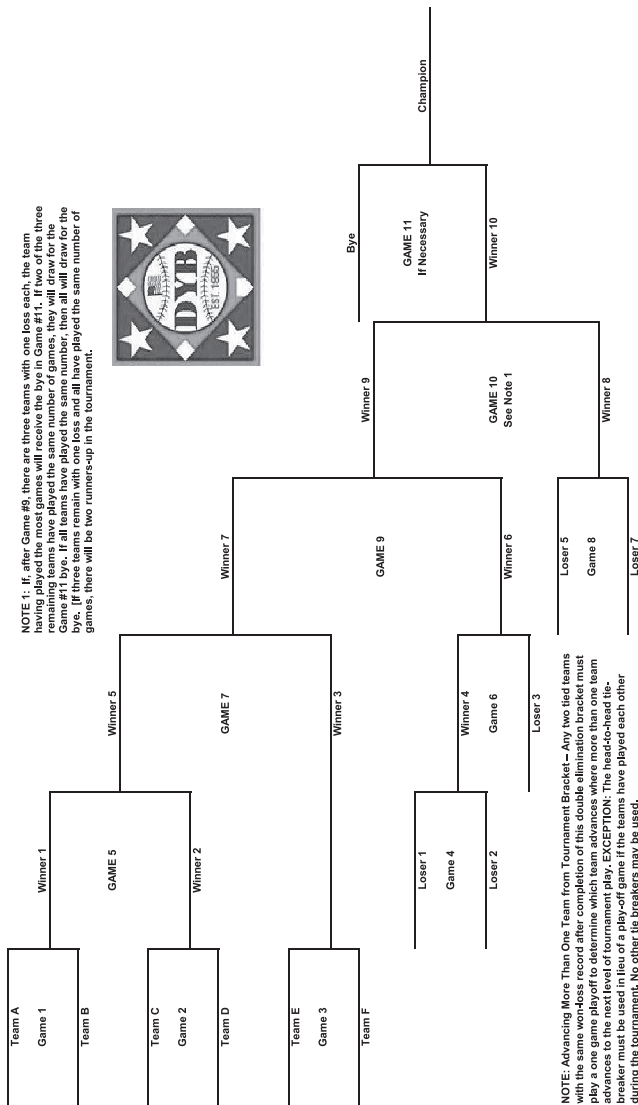 NOTE 1: If, after Game #9, there are three teams with one loss each, the team
having played the most games will receive the bye in Game #11. If two of the three
remaining teams have played the same number of games, they will draw for the
Game #11 bye. If all teams have played the same number, then all will draw for the
bye. [If three teams remain with one loss and all have played the same number of
games, there will be two runners-up in the tournament.
DYB
EST. 1955
Team A
Game 1
Team B
Team C
Game 2
Team D
Team E
Game 3
Team F
Winner 1
GAME 5
Winner 2
Loser 1
Game 4
Loser 2
Winner 5
GAME 7
Winner 3
Winner 4
Game 6
Loser 3
Winner 7
GAME 9
Winner 6
Loser 5
Game 8
Loser 7
Winner 9
GAME 10
See Note 1
Winner 8
Bye
GAME 11
If Necessary
Winner 10
Champion
NOTE: Advancing More Than One Team from Tournament Bracket – Any two tied teams
with the same won-loss record after completion of this double elimination bracket must
play a one game playoff to determine which team advances where more than one team
advances to the next level of tournament play. EXCEPTION: The head-to-head tie-
breaker must be used in lieu of a play-off game if the teams have played each other
during the tournament. No other tie breakers may be used.